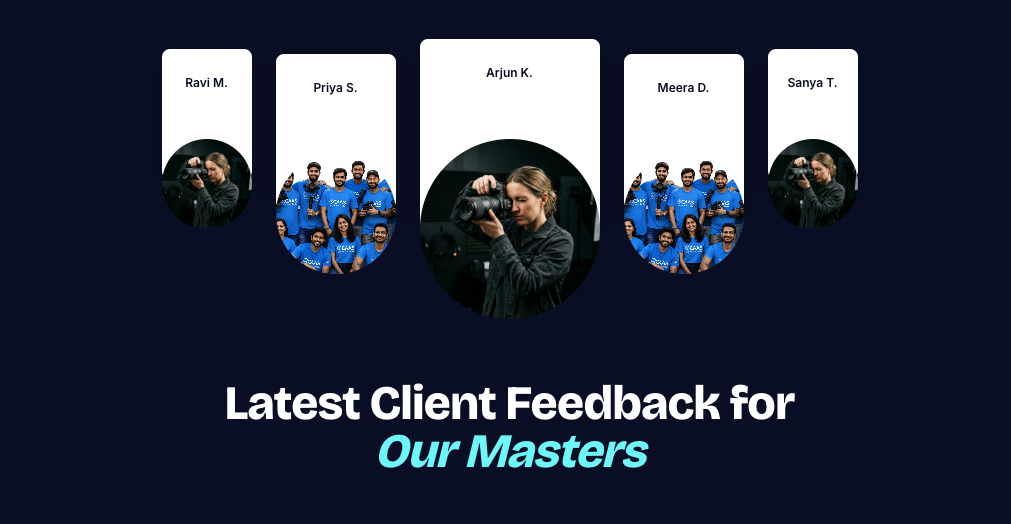 Ravi M.
Priya S.
Arjun K.
Meera D.
Sanya T.
Latest Client Feedback for
Our Masters